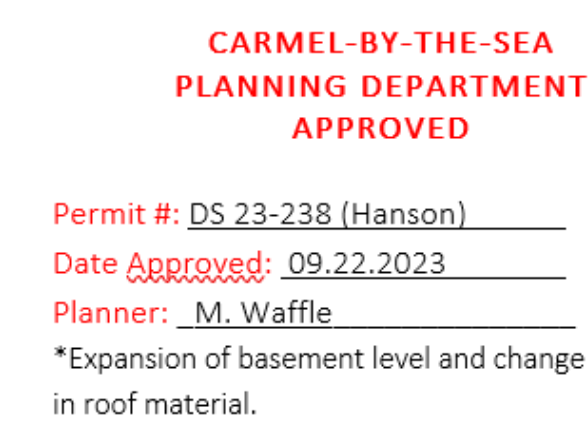 CARMEL-BY-THE-SEA
PLANNING DEPARTMENT
APPROVED
Permit #: DS 23-238 (Hanson)
Date Approved: 09.22.2023
Planner: M. Waffle
*Expansion of basement level and change
in roof material.